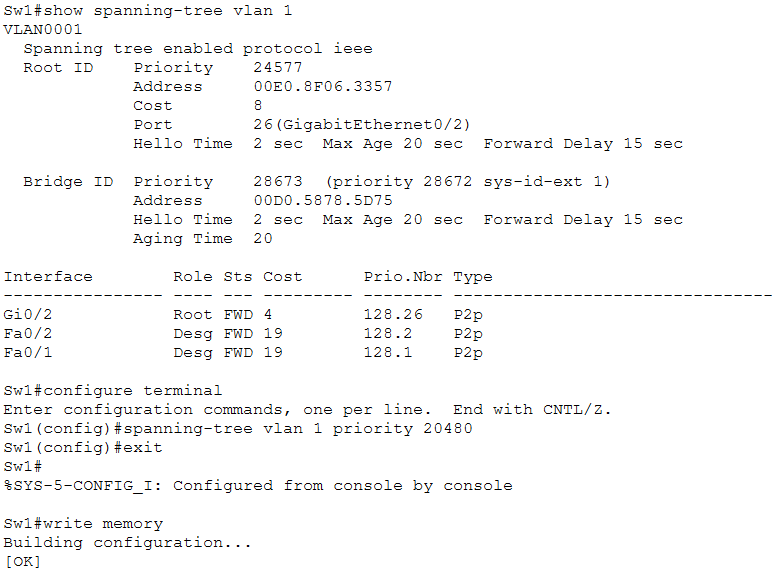 Sw1#show spanning-tree vlan 1
VLAN0001
  Spanning tree enabled protocol ieee
  Root ID    Priority    24577
             Address     00E0.8F06.3357
             Cost        8
             Port        26(GigabitEthernet0/2)
             Hello Time  2 sec  Max Age 20 sec  Forward Delay 15 sec

  Bridge ID  Priority    28673  (priority 28672 sys-id-ext 1)
             Address     00D0.5878.5D75
             Hello Time  2 sec  Max Age 20 sec  Forward Delay 15 sec
             Aging Time  20

Interface        Role Sts Cost      Prio.Nbr Type
---------------- ---- --- --------- -------- --------------------------------
Gi0/2            Root FWD 4         128.26   P2p
Fa0/2            Desg FWD 19        128.2    P2p
Fa0/1            Desg FWD 19        128.1    P2p

Sw1#configure terminal
Enter configuration commands, one per line.  End with CNTL/Z.
Sw1(config)#spanning-tree vlan 1 priority 20480
Sw1(config)#exit
Sw1#
%SYS-5-CONFIG_I: Configured from console by console

Sw1#write memory
Building configuration...
[OK]